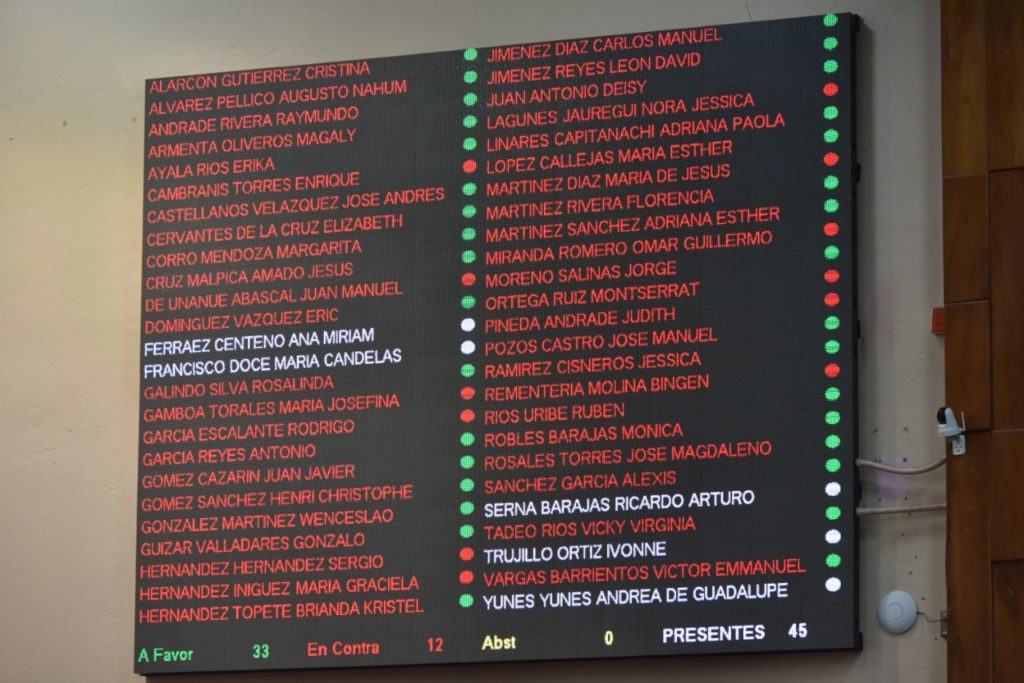 ALARCON GUTIERREZ CRISTINA
ALVAREZ PELLICO AUGUSTO NAHUM
ANDRADE RIVERA RAYMUNDO
ARMENTA OLIVEROS MAGALY
AYALA RIOS ERIKA
CAMBRANIS TORRES ENRIQUE
CASTELLANOS VELAZQUEZ JOSE ANDRES
CERVANTES DE LA CRUZ ELIZABETH
CORRO MENDOZA MARGARITA
CRUZ MALPICA AMADO JESUS
DE UNANUE ABASCAL JUAN MANUEL
DOMINGUEZ VAZQUEZ ERIC
FERRAEZ CENTENO ANA MIRIAM
FRANCISCO DOCE MARIA CANDELAS
GALINDO SILVA ROSALINDA
GAMBOA TORALES MARIA JOSEFINA
GARCIA ESCALANTE RODRIGO
GARCIA REYES ANTONIO
GOMEZ CAZARIN JUAN JAVIER
GOMEZ SANCHEZ HENRI CHRISTOPHE
GONZALEZ MARTINEZ WENCESLAO
GUIZAR VALLADARES GONZALO
HERNANDEZ HERNANDEZ SERGIO
HERNANDEZ INIGUEZ MARIA GRACIELA
HERNANDEZ TOPETE BRIANDA KRISTEL
JIMENEZ DIAZ CARLOS MANUEL
JIMENEZ REYES LEON DAVID
JUAN ANTONIO DEISY
LAGUNES JAUREGUI NORA JESSICA
LINARES CAPITANACHI ADRIANA PAOLA
LOPEZ CALLEJAS MARIA ESTHER
MARTINEZ DIAZ MARIA DE JESUS
MARTINEZ RIVERA FLORENCIA
MARTINEZ SANCHEZ ADRIANA ESTHER
MIRANDA ROMERO OMAR GUILLERMO
MORENO SALINAS JORGE
ORTEGA RUIZ MONTSERRAT
PINEDA ANDRADE JUDITH
POZOS CASTRO JOSE MANUEL
RAMIREZ CISNEROS JESSICA
REMENTERIA MOLINA BINGEN
RIOS URIBE RUBEN
ROBLES BARAJAS MONICA
ROSALES TORRES JOSE MAGDALENO
SANCHEZ GARCIA ALEXIS
SERNA BARAJAS RICARDO ARTURO
TADEO RIOS VICKY VIRGINIA
TRUJILLO ORTIZ IVONNE
VARGAS BARRIENTOS VICTOR EMMANUEL
YUNES YUNES ANDREA DE GUADALUPE
A Favor 33 En Contra 12 Abst 0 PRESENTES 45